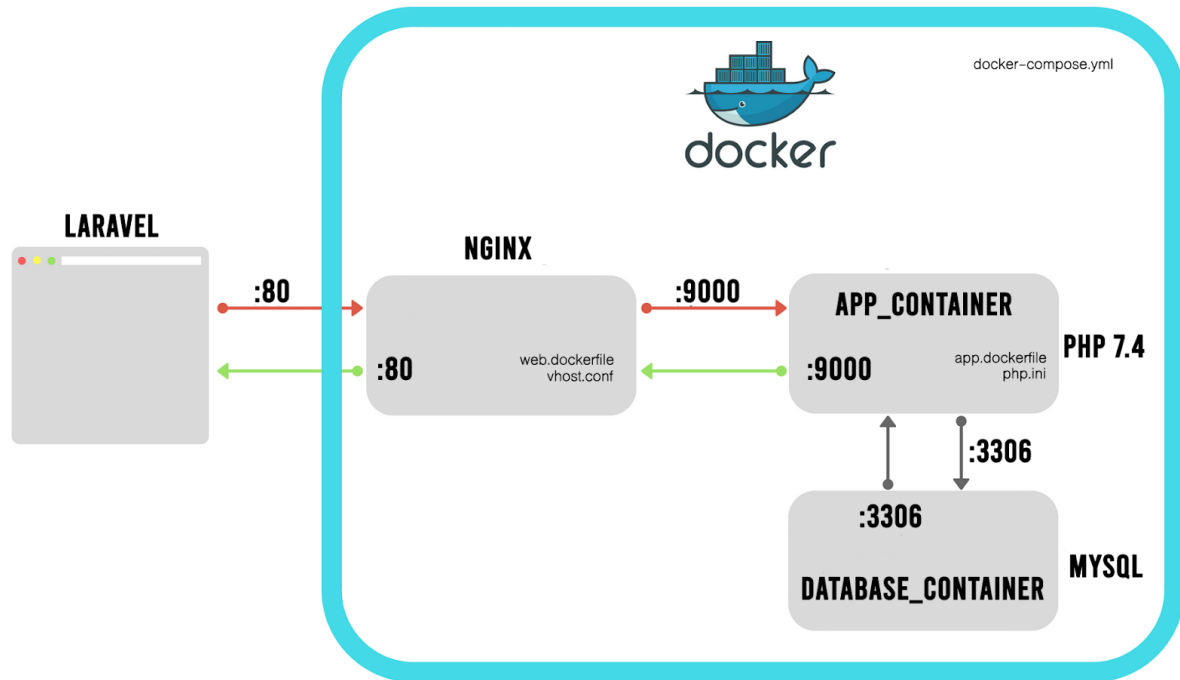 docker-compose.yml
docker
LARAVEL
NGINX
:80
:9000
APP_CONTAINER
PHP 7.4
:80
web.dockerfile
vhost.conf
:9000
app.dockerfile
php.ini
:3306
:3306
MYSQL
DATABASE_CONTAINER